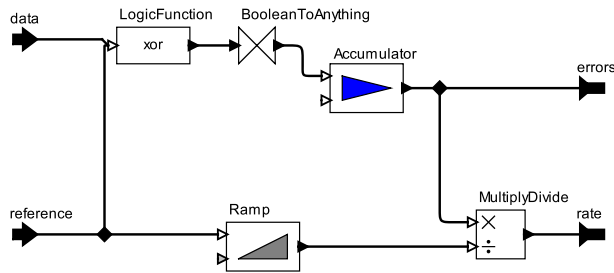 data
LogicFunction
BooleanToAnything
xor
Accumulator
errors
reference
Ramp
MultiplyDivide
rate
×
÷